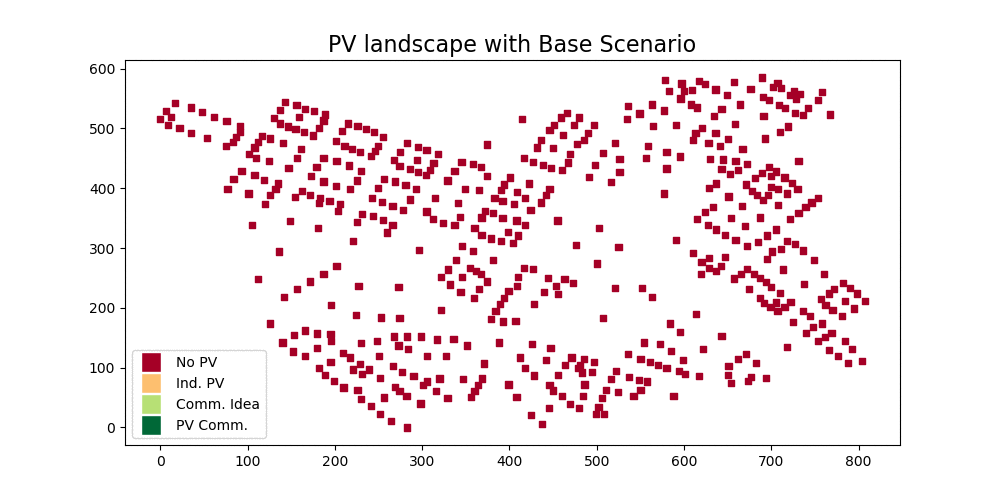 PV landscape with Base Scenario
600
500
400
300
200
100
0
No PV
Ind. PV
Comm. Idea
PV Comm.
0 100 200 300 400 500 600 700 800